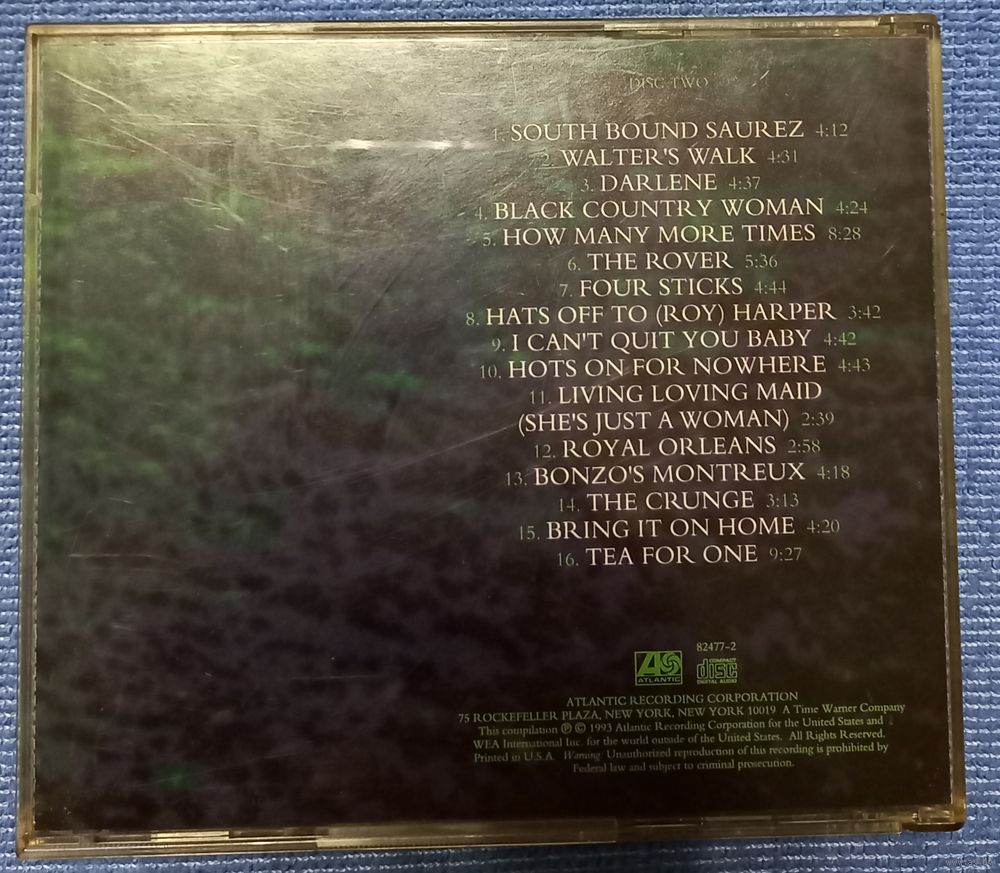 DISC TWO
1. SOUTH BOUND SAUREZ 4:12
2. WALTER'S WALK 4:31
3. DARLENE 4:37
4. BLACK COUNTRY WOMAN 4:24
5. HOW MANY MORE TIMES 8:28
6. THE ROVER 5:36
7. FOUR STICKS 4:44
8. HATS OFF TO (ROY) HARPER 3:42
9. I CAN'T QUIT YOU BABY 4:42
10. HOTS ON FOR NOWHERE 4:43
11. LIVING LOVING MAID
(SHE'S JUST A WOMAN) 2:39
12. ROYAL ORLEANS 2:58
13. BONZO'S MONTREUX 4:18
14. THE CRUNGE 3:13
15. BRING IT ON HOME 4:20
16. TEA FOR ONE 9:27
82477-2
ATLANTIC
COMPACT
disc
DIGITAL AUDIO
ATLANTIC RECORDING CORPORATION
75 ROCKEFELLER PLAZA, NEW YORK, NEW YORK 10019 A Time Warner Company
This compilation ℗ © 1993 Atlantic Recording Corporation for the United States and
WEA International Inc. for the world outside of the United States. All Rights Reserved.
Printed in U.S.A. Warning: Unauthorized reproduction of this recording is prohibited by
Federal law and subject to criminal prosecution.